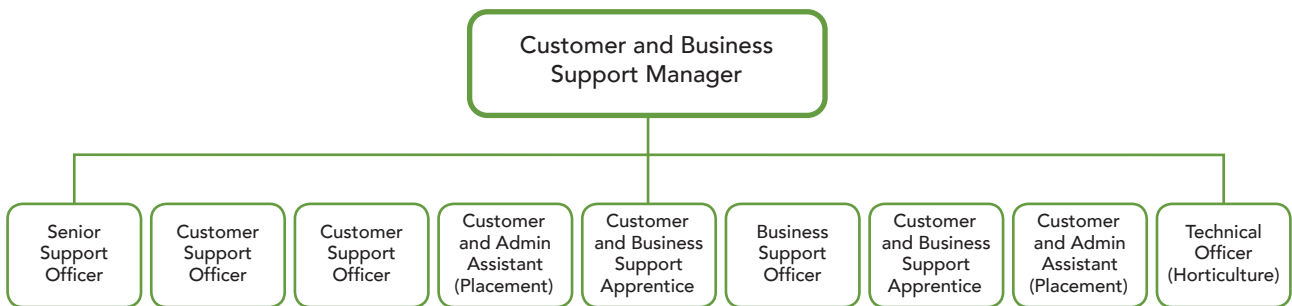 Customer and Business
Support Manager
Senior
Support
Officer
Customer
Support
Officer
Customer
Support
Officer
Customer
and Admin
Assistant
(Placement)
Customer
and Business
Support
Apprentice
Business
Support
Officer
Customer
and Business
Support
Apprentice
Customer
and Admin
Assistant
(Placement)
Technical
Officer
(Horticulture)